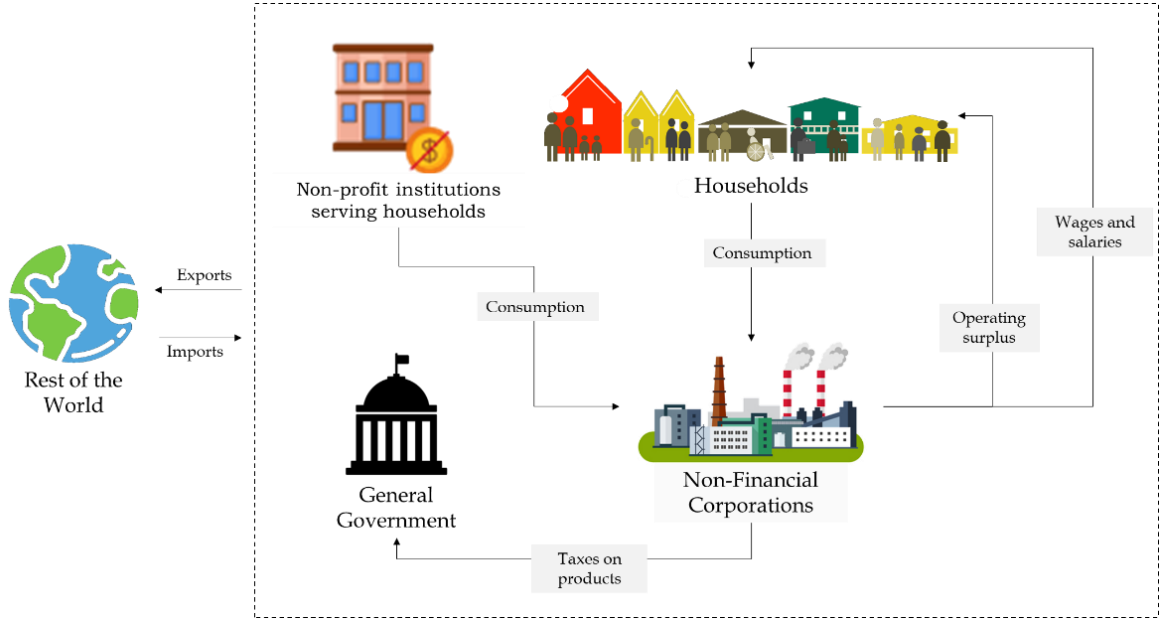 Non-profit institutions
serving households
Households
Wages and
salaries
Consumption
Exports
Consumption
Operating
surplus
Imports
Rest of the
World
General
Government
Non-Financial
Corporations
Taxes on
products
$